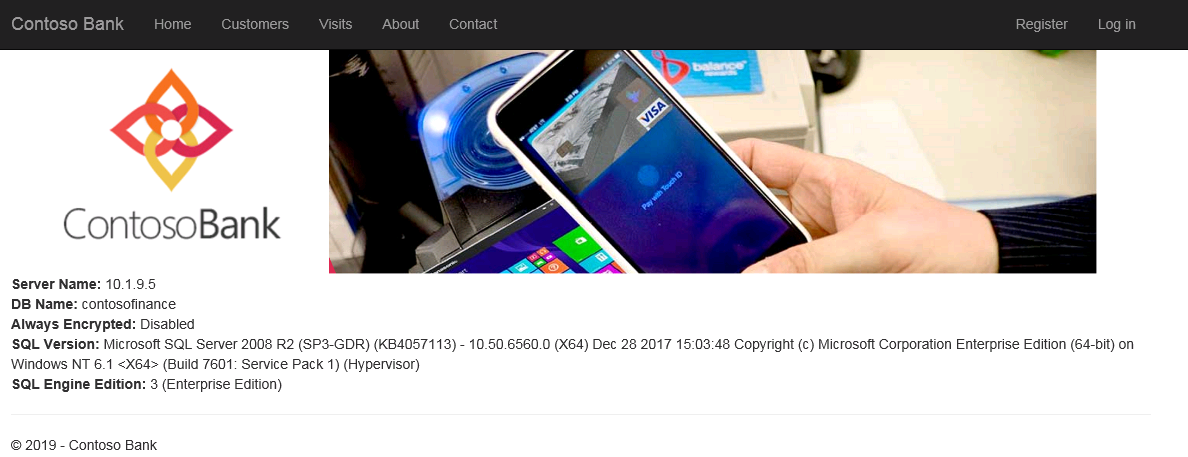 Contoso Bank Home Customers Visits About Contact Register Log in
balance
rewards
VISA
Pay with Touch ID
ContosoBank
Server Name: 10.1.9.5
DB Name: contosofinance
Always Encrypted: Disabled
SQL Version: Microsoft SQL Server 2008 R2 (SP3-GDR) (KB4057113) - 10.50.6560.0 (X64) Dec 28 2017 15:03:48 Copyright (c) Microsoft Corporation Enterprise Edition (64-bit) on
Windows NT 6.1 <X64> (Build 7601: Service Pack 1) (Hypervisor)
SQL Engine Edition: 3 (Enterprise Edition)
© 2019 - Contoso Bank